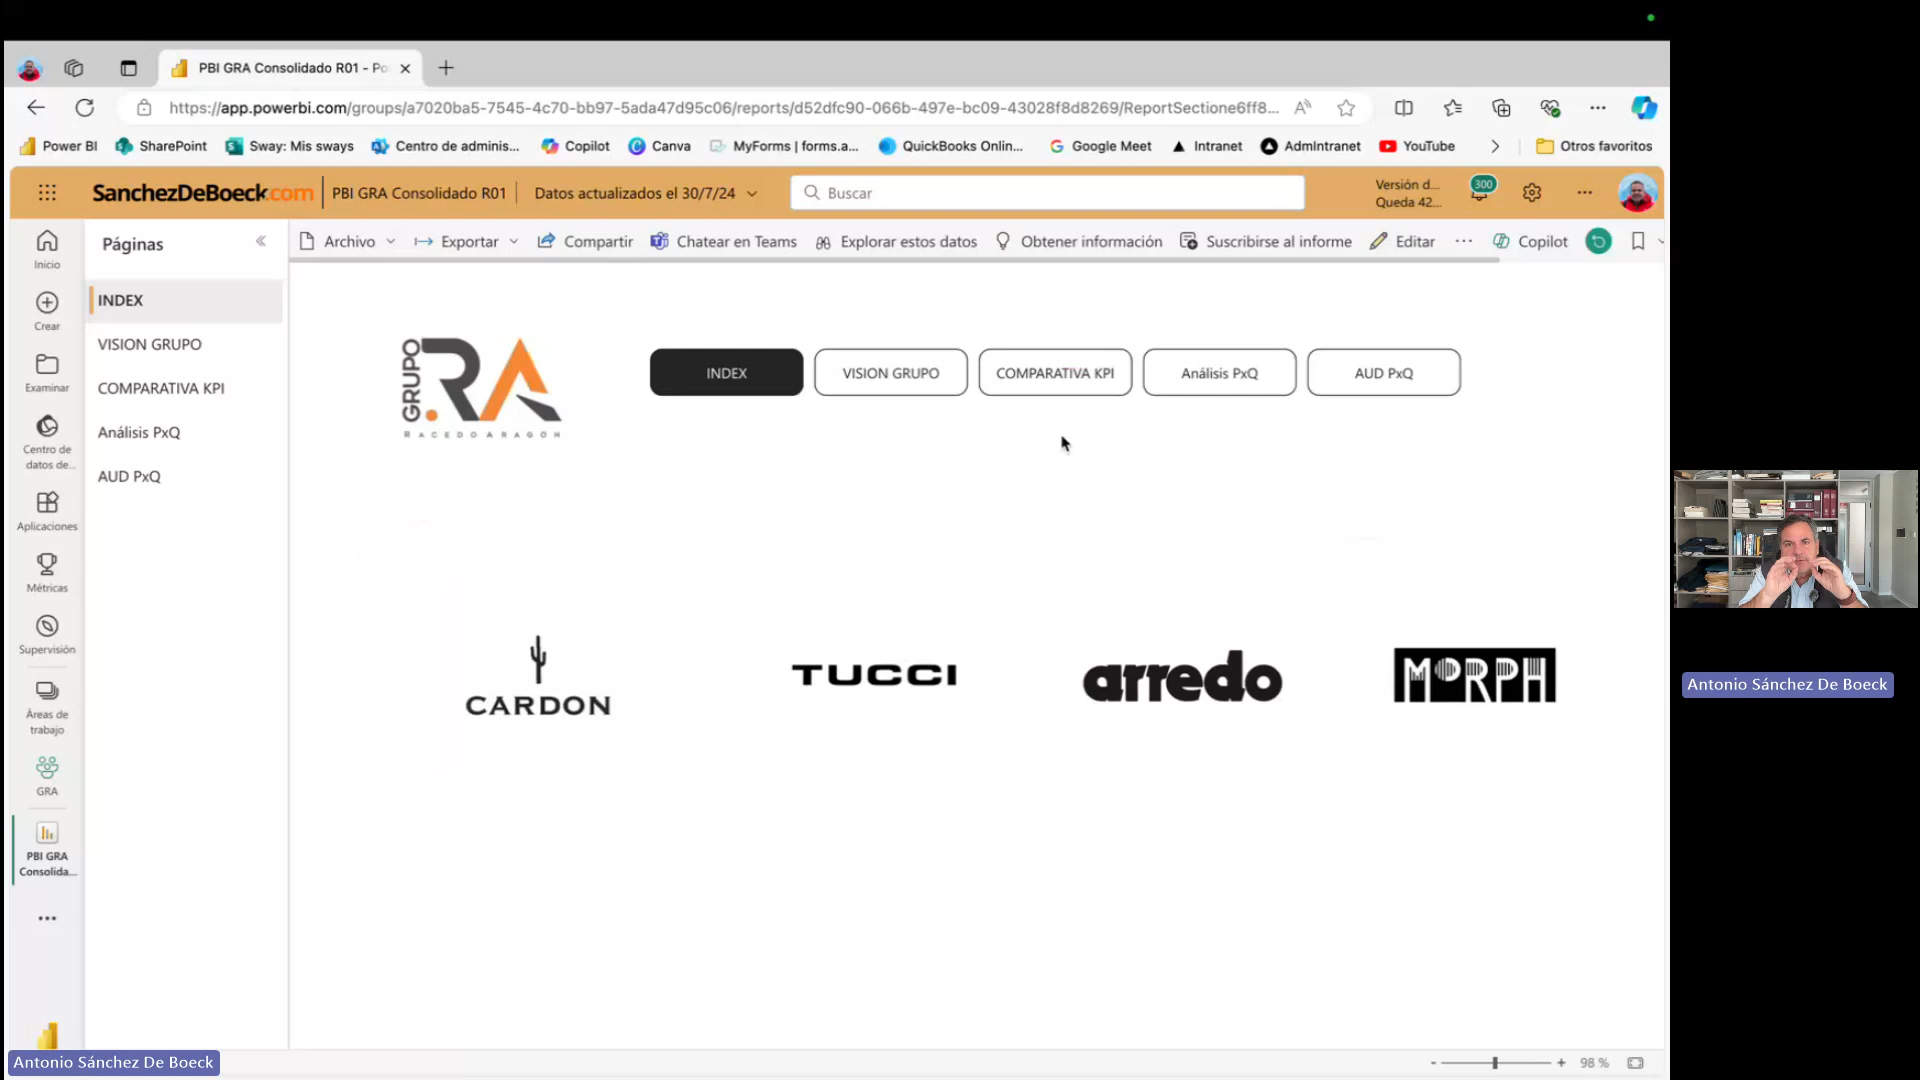 PBI GRA Consolidado R01 - Po
https://app.powerbi.com/groups/a7020ba5-7545-4c70-bb97-5ada47d95c06/reports/d52dfc90-066b-497e-bc09-43028f8d8269/ReportSectione6ff8...
Power BI
SharePoint
Sway: Mis sways
Centro de adminis...
Copilot
Canva
MyForms | forms.a...
QuickBooks Onlin...
Google Meet
Intranet
AdmIntranet
YouTube
Otros favoritos
SanchezDeBoeck.com
PBI GRA Consolidado R01
Datos actualizados el 30/7/24
Buscar
Versión d...
Queda 42...
300
Inicio
Crear
Examinar
Centro de
datos de...
Aplicaciones
Métricas
Supervisión
Áreas de
trabajo
GRA
PBI GRA
Consolida...
Páginas
INDEX
VISION GRUPO
COMPARATIVA KPI
Análisis PxQ
AUD PxQ
Archivo
Exportar
Compartir
Chatear en Teams
Explorar estos datos
Obtener información
Suscribirse al informe
Editar
Copilot
GRUPO
RA
RACEDO ARAGON
INDEX
VISION GRUPO
COMPARATIVA KPI
Análisis PxQ
AUD PxQ
CARDON
TUCCI
arredo
MORPH
98 %
Antonio Sánchez De Boeck
Antonio Sánchez De Boeck